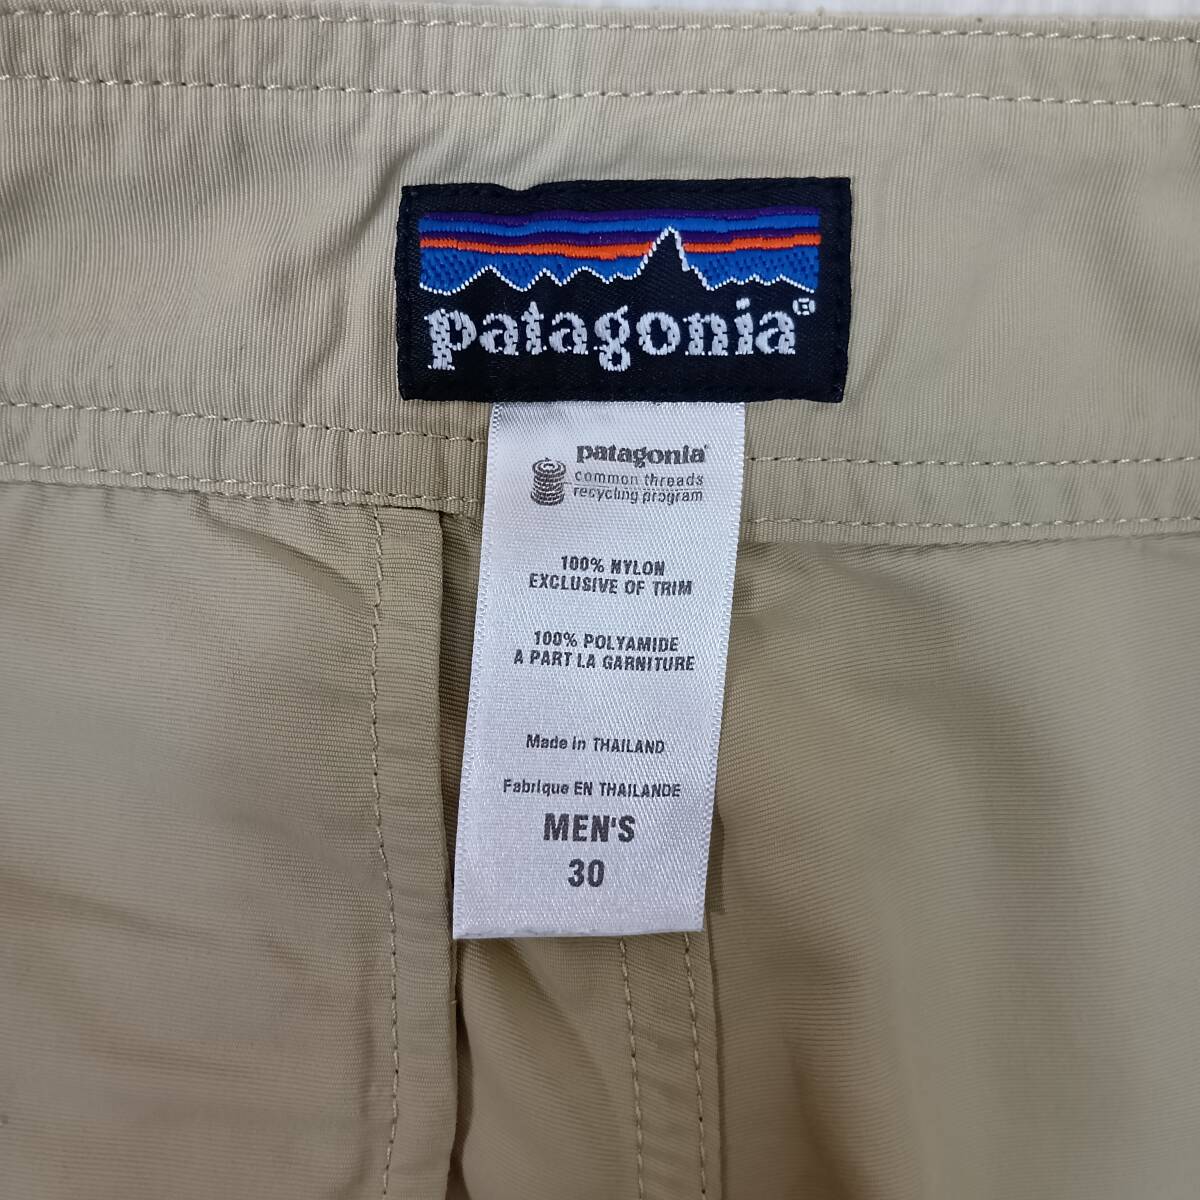 patagonia®
patagonia®
common threads
recycling program
100% NYLON
EXCLUSIVE OF TRIM
100% POLYAMIDE
A PART LA GARNITURE
Made in THAILAND
Fabrique EN THAILANDE
MEN'S
30